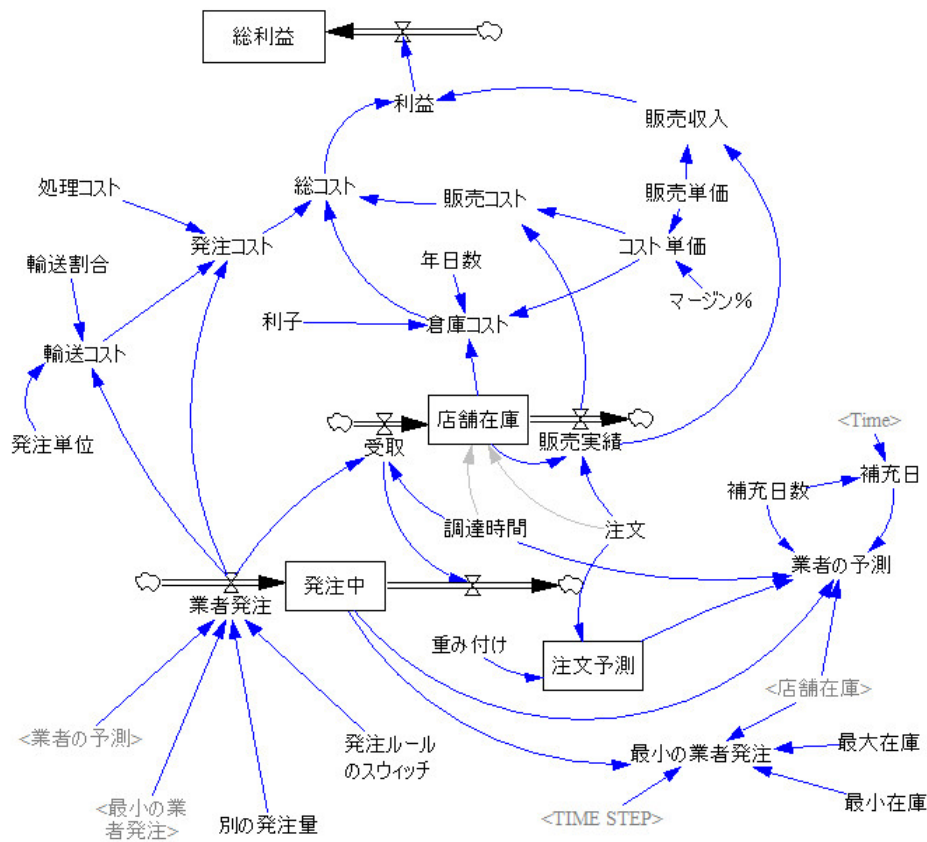 総利益
利益
販売収入
処理コスト
総コスト
販売コスト
販売単価
発注コスト
コスト単価
輸送割合
年日数
マージン%
利子
倉庫コスト
輸送コスト
店舗在庫
<Time>
発注単位
受取
販売実績
補充日数
補充日
調達時間
注文
業者の予測
発注中
業者発注
重み付け
注文予測
<店舗在庫>
<業者の予測>
発注ルール
のスウィッチ
最小の業者発注
最大在庫
<最小の業
者発注>
別の発注量
<TIME STEP>
最小在庫